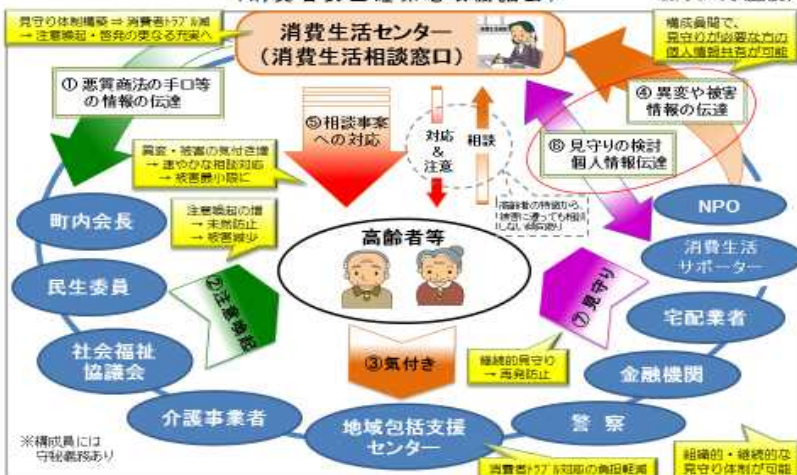 見守り体制構築 ⇒ 消費者トラブル減
→ 注意喚起・啓発の更なる充実へ
消費生活センター
(消費生活相談窓口)
構成員間で、
見守りが必要な方の
個人情報共有が可能
① 悪質商法の手口等
の情報の伝達
④ 異変や被害
情報の伝達
⑤相談事案
への対応
対応
&
注意
相談
⑥ 見守りの検討
個人情報伝達
異変・被害の気付き増
→ 速やかな相談対応
→ 被害最小限に
高齢者の特徴から、
被害に遭っても相談
しない傾向あり
町内会長
注意喚起の増
→ 未然防止
→ 被害減少
高齢者等
NPO
消費生活
サポーター
民生委員
②注意喚起
⑦見守り
宅配業者
社会福祉
協議会
③気付き
継続的見守り
→ 再発防止
金融機関
介護事業者
地域包括支援
センター
警察
※構成員には
守秘義務あり
消費者トラブル対応の負担軽減
組織的・継続的な
見守り体制が可能